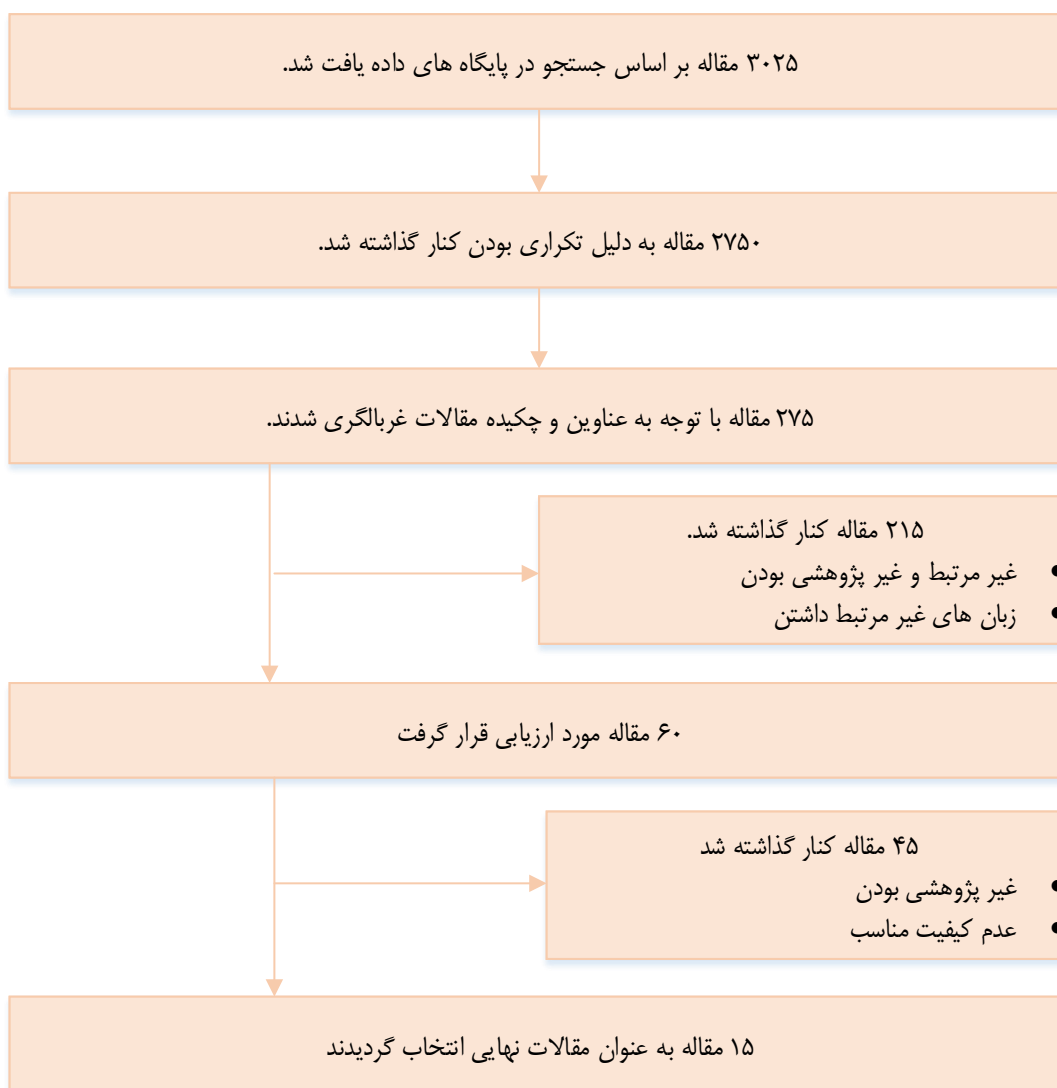 ۳۰۲۵ مقاله بر اساس جستجو در پایگاه های داده یافت شد.
۲۷۵۰ مقاله به دلیل تکراری بودن کنار گذاشته شد.
۲۷۵ مقاله با توجه به عناوین و چکیده مقالات غربالگری شدند.
۲۱۵ مقاله کنار گذاشته شد.
• غیر مرتبط و غیر پژوهشی بودن
• زبان های غیر مرتبط داشتن
۶۰ مقاله مورد ارزیابی قرار گرفت
۴۵ مقاله کنار گذاشته شد
• غیر پژوهشی بودن
• عدم کیفیت مناسب
۱۵ مقاله به عنوان مقالات نهایی انتخاب گردیدند